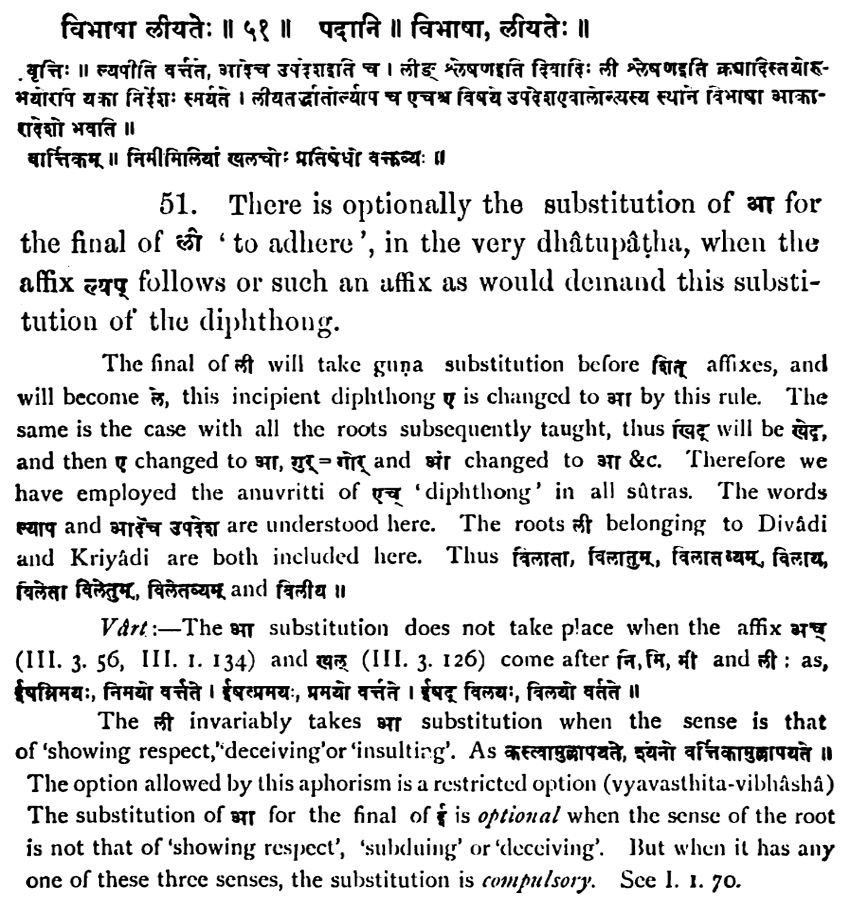 विभाषा लीयतेः ॥ ५१ ॥ पदानि ॥ विभाषा, लीयतेः ॥
वृत्तिः ॥ ल्यपीति वर्त्तते, आदेच उपदेशइति च । लीङ् श्लेषणइति दिवादिः ली श्लेषणइति क्रयादिस्तयोरु-
भयोरपि यका निर्देशः स्मर्यते । लीयतर्द्धातोर्ल्यपि च एचश्च विषये उपदेशएवालोन्त्यस्य स्थाने विभाषा आका-
रादेशो भवति ॥
वार्त्तिकम् ॥ निमीमिलियां खलचोः प्रतिषेधो वक्तव्यः ॥
51. There is optionally the substitution of आ for
the final of ली ‘to adhere’, in the very dhâtupâṭha, when the
affix ल्यप् follows or such an affix as would demand this substi-
tution of the diphthong.
The final of ली will take guṇa substitution before शित् affixes, and
will become ले, this incipient diphthong ए is changed to आ by this rule. The
same is the case with all the roots subsequently taught, thus खिद् will be खेद्,
and then ए changed to आ, गुर्=गोर् and ओ changed to आ &c. Therefore we
have employed the anuvritti of एच् ‘diphthong’ in all sûtras. The words
ल्यपि and आदेच उपदेश are understood here. The roots ली belonging to Divâdi
and Kriyâdi are both included here. Thus विलाता, विलातुम्, विलातव्यम्, विलाय,
विलेता विलेतुम्, विलेतव्यम् and विलीय ॥
Vârt:—The आ substitution does not take place when the affix अच्
(III. 3. 56, III. 1. 134) and खल् (III. 3. 126) come after नि, मि, मी and ली : as,
ईषन्निमयः, निमयो वर्त्तते । ईषत्प्रमयः, प्रमयो वर्त्तते । ईषद् विलयः, विलयो वर्तते ॥
The ली invariably takes आ substitution when the sense is that
of ‘showing respect,’ ‘deceiving’ or ‘insulting’. As कस्त्वामुल्लापयते, श्येनो वर्त्तिकामुल्लापयते ॥
The option allowed by this aphorism is a restricted option (vyavasthita-vibhâshâ)
The substitution of आ for the final of ई is optional when the sense of the root
is not that of ‘showing respect’, ‘subduing’ or ‘deceiving’. But when it has any
one of these three senses, the substitution is compulsory. See I. 1. 70.